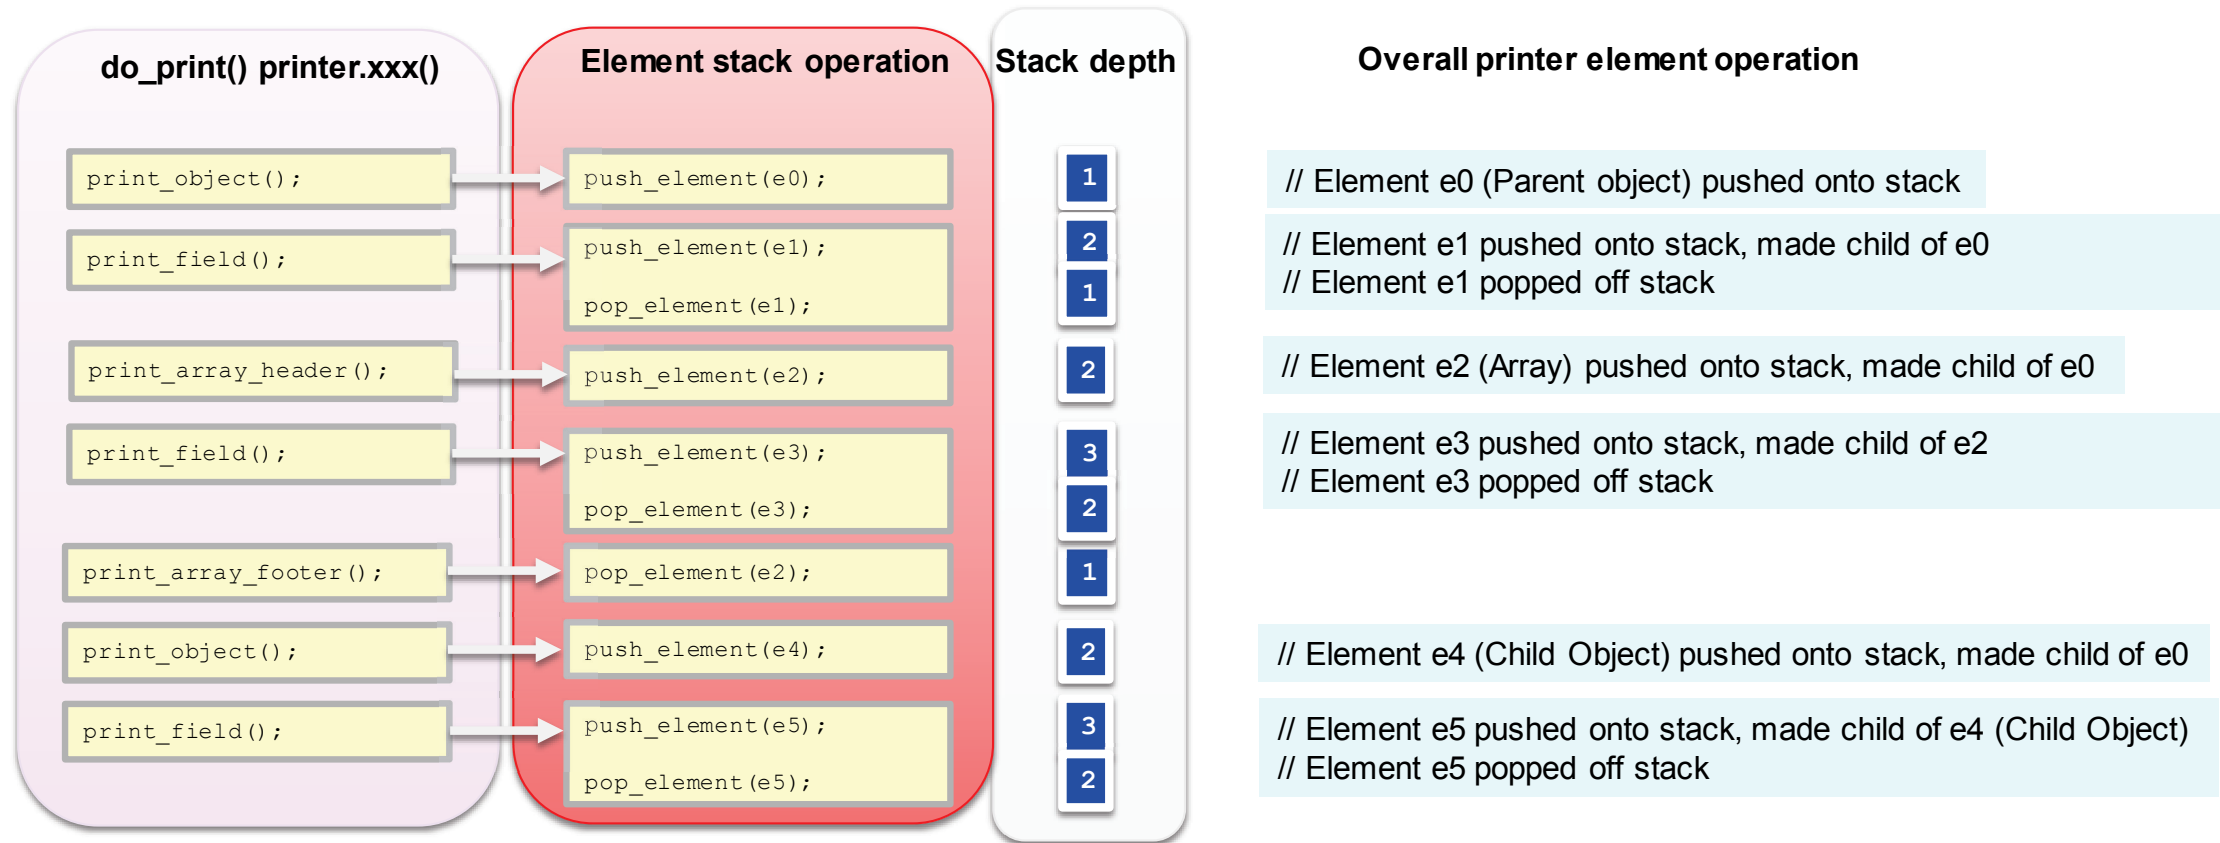 do_print() printer.xxx()
Element stack operation
Stack depth
Overall printer element operation
print_object();
push_element(e0);
1
// Element e0 (Parent object) pushed onto stack
print_field();
push_element(e1);
2
// Element e1 pushed onto stack, made child of e0
pop_element(e1);
1
// Element e1 popped off stack
print_array_header();
push_element(e2);
2
// Element e2 (Array) pushed onto stack, made child of e0
print_field();
push_element(e3);
3
// Element e3 pushed onto stack, made child of e2
pop_element(e3);
2
// Element e3 popped off stack
print_array_footer();
pop_element(e2);
1
print_object();
push_element(e4);
2
// Element e4 (Child Object) pushed onto stack, made child of e0
print_field();
push_element(e5);
3
// Element e5 pushed onto stack, made child of e4 (Child Object)
pop_element(e5);
2
// Element e5 popped off stack